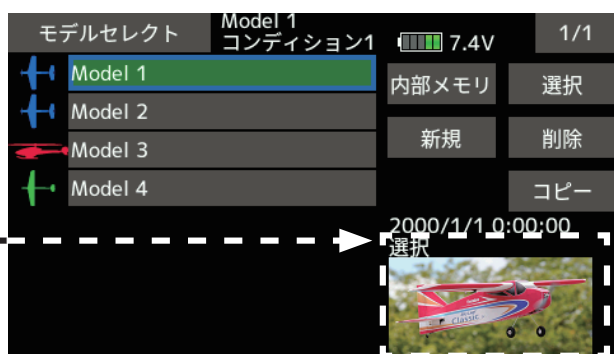 モデルセレクト
Model 1
コンディション1
7.4V
1/1
Model 1
内部メモリ
選択
Model 2
新規
削除
Model 3
Model 4
コピー
2000/1/1 0:00:00
選択
Classic